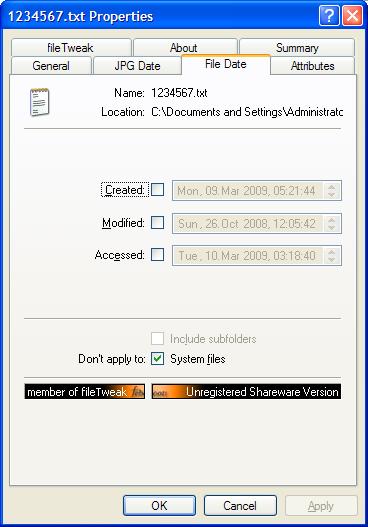 1234567.txt Properties
fileTweak About Summary
General JPG Date File Date Attributes
Name: 1234567.txt
Location: C:\Documents and Settings\Administrato
Created: Mon, 09.Mar 2009, 05:21:44
Modified: Sun, 26.Oct 2008, 12:05:42
Accessed: Tue, 10.Mar 2009, 03:18:40
Include subfolders
Don't apply to: System files
member of fileTweak Unregistered Shareware Version
OK Cancel Apply